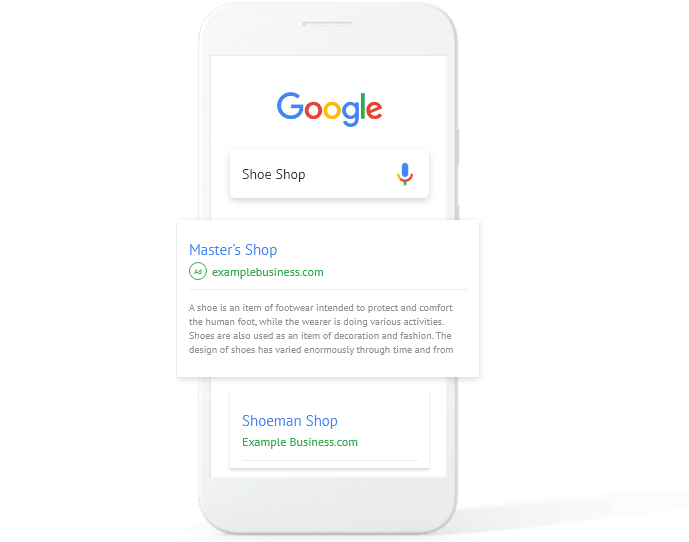 Google
Shoe Shop
Master's Shop
Ad examplebusiness.com
A shoe is an item of footwear intended to protect and comfort
the human foot, while the wearer is doing various activities.
Shoes are also used as an item of decoration and fashion. The
design of shoes has varied enormously through time and from
Shoeman Shop
Example Business.com